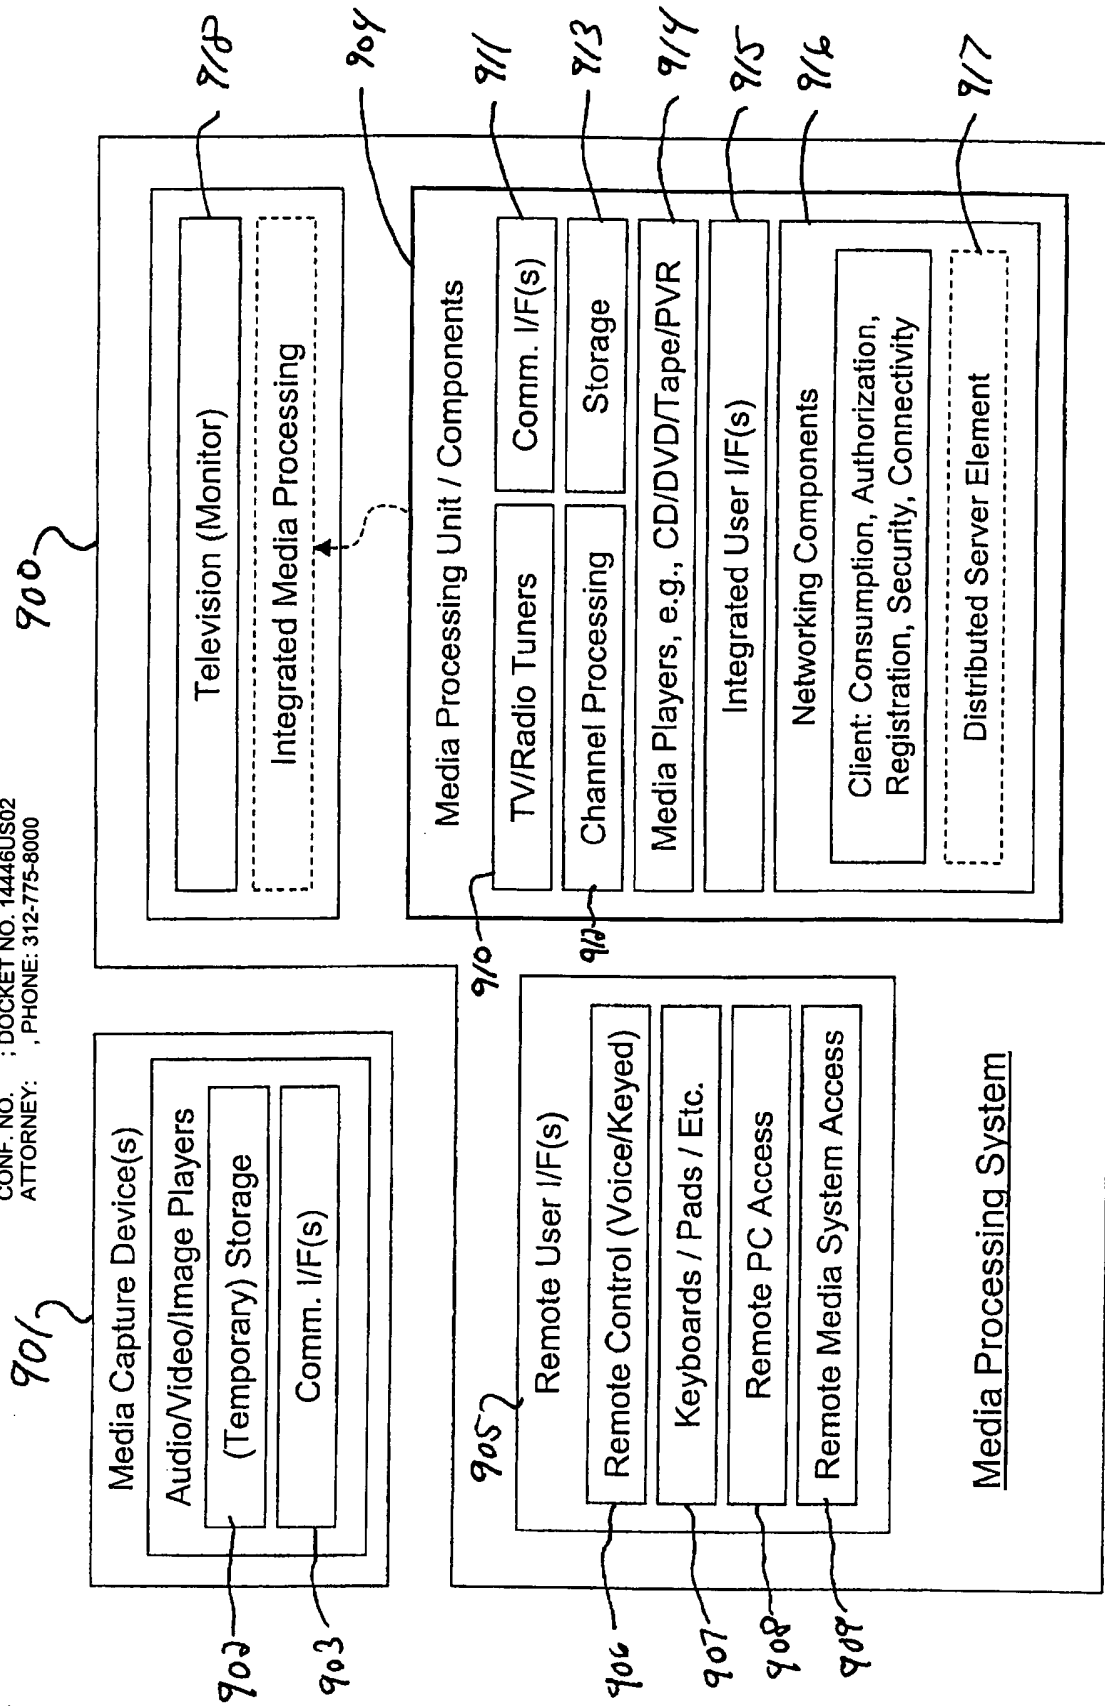 CONF. NO. ; DOCKET NO. 14446US02
ATTORNEY: , PHONE: 312-775-8000
901
Media Capture Device(s)
Audio/Video/Image Players
(Temporary) Storage
Comm. I/F(s)
902
903
900
Television (Monitor)
Integrated Media Processing
918
904
Media Processing Unit / Components
TV/Radio Tuners
Comm. I/F(s)
Channel Processing
Storage
Media Players, e.g., CD/DVD/Tape/PVR
Integrated User I/F(s)
Networking Components
Client: Consumption, Authorization,
Registration, Security, Connectivity
Distributed Server Element
910
911
912
913
914
915
916
917
905
Remote User I/F(s)
Remote Control (Voice/Keyed)
Keyboards / Pads / Etc.
Remote PC Access
Remote Media System Access
906
907
908
909
Media Processing System